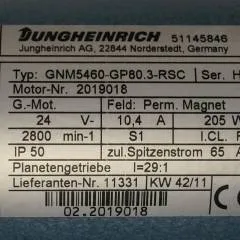 JUNGHEINRICH 51145846
Jungheinrich AG, 22844 Norderstedt, Germany
Typ: GNM5460-GP80.3-RSC Ser. H
Motor-Nr. 2019018
G.-Mot. Feld: Perm. Magnet
24 V- 10,4 A 205 W
2800 min-1 S1 I.CL. F
IP 50 zul.Spitzenstrom 65 A
Planetengetriebe I=29:1
Lieferanten-Nr. 11331 KW 42/11
02.2019018